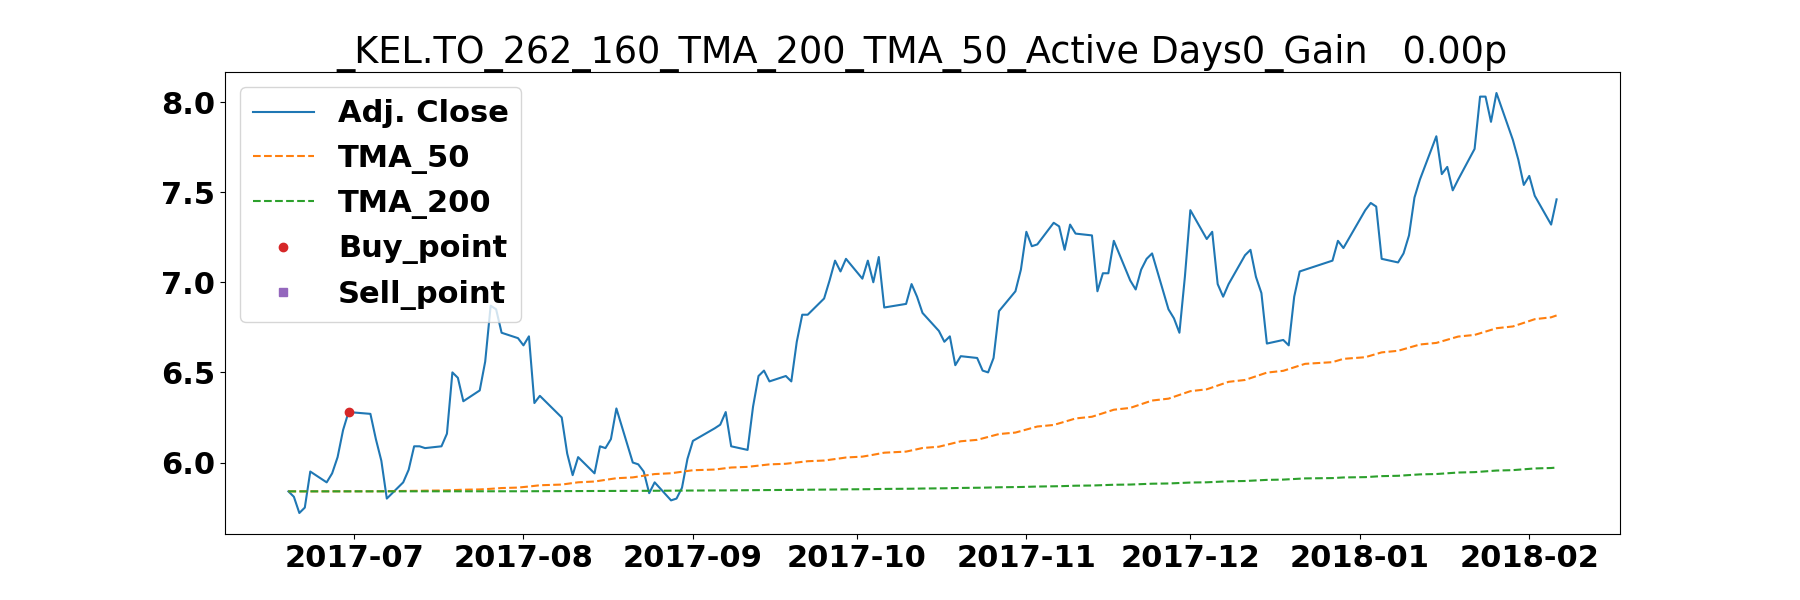 _KEL.TO_262_160_TMA_200_TMA_50_Active Days0_Gain   0.00p
8.0
7.5
7.0
6.5
6.0
Adj. Close
TMA_50
TMA_200
Buy_point
Sell_point
2017-07 2017-08 2017-09 2017-10 2017-11 2017-12 2018-01 2018-02